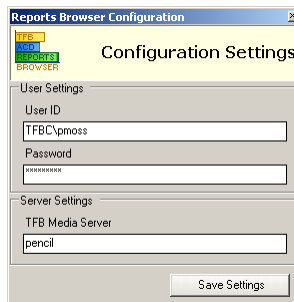 Reports Browser Configuration
TFB
ACD
REPORTS
BROWSER
Configuration Settings
User Settings
User ID
TFBC\pmoss
Password
*********
Server Settings
TFB Media Server
pencil
Save Settings